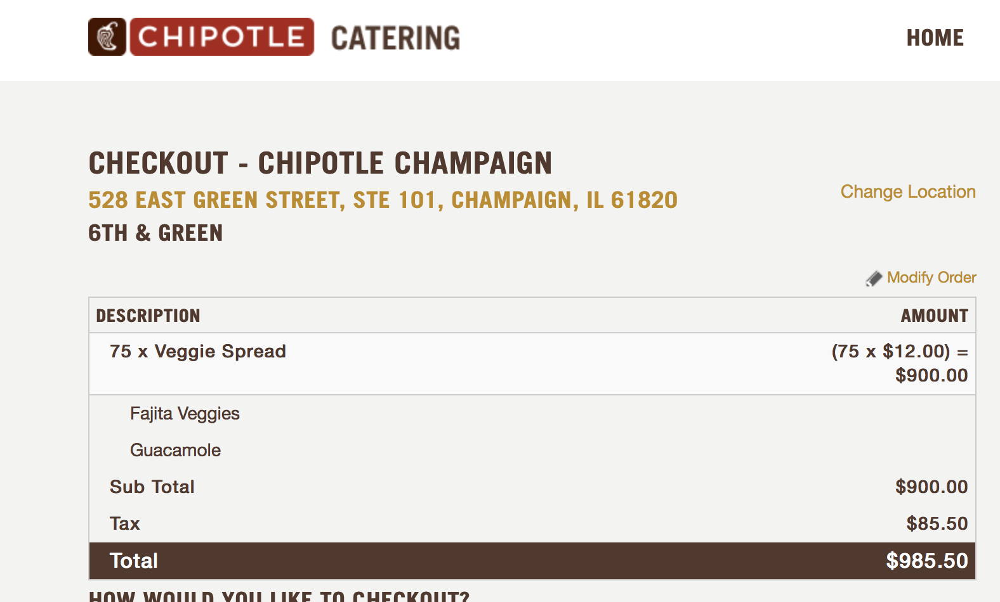 CHIPOTLE CATERING
HOME
CHECKOUT - CHIPOTLE CHAMPAIGN
528 EAST GREEN STREET, STE 101, CHAMPAIGN, IL 61820
Change Location
6TH & GREEN
Modify Order
DESCRIPTION AMOUNT
75 x Veggie Spread (75 x $12.00) =
$900.00
Fajita Veggies
Guacamole
Sub Total $900.00
Tax $85.50
Total $985.50
HOW WOULD YOU LIKE TO CHECKOUT?